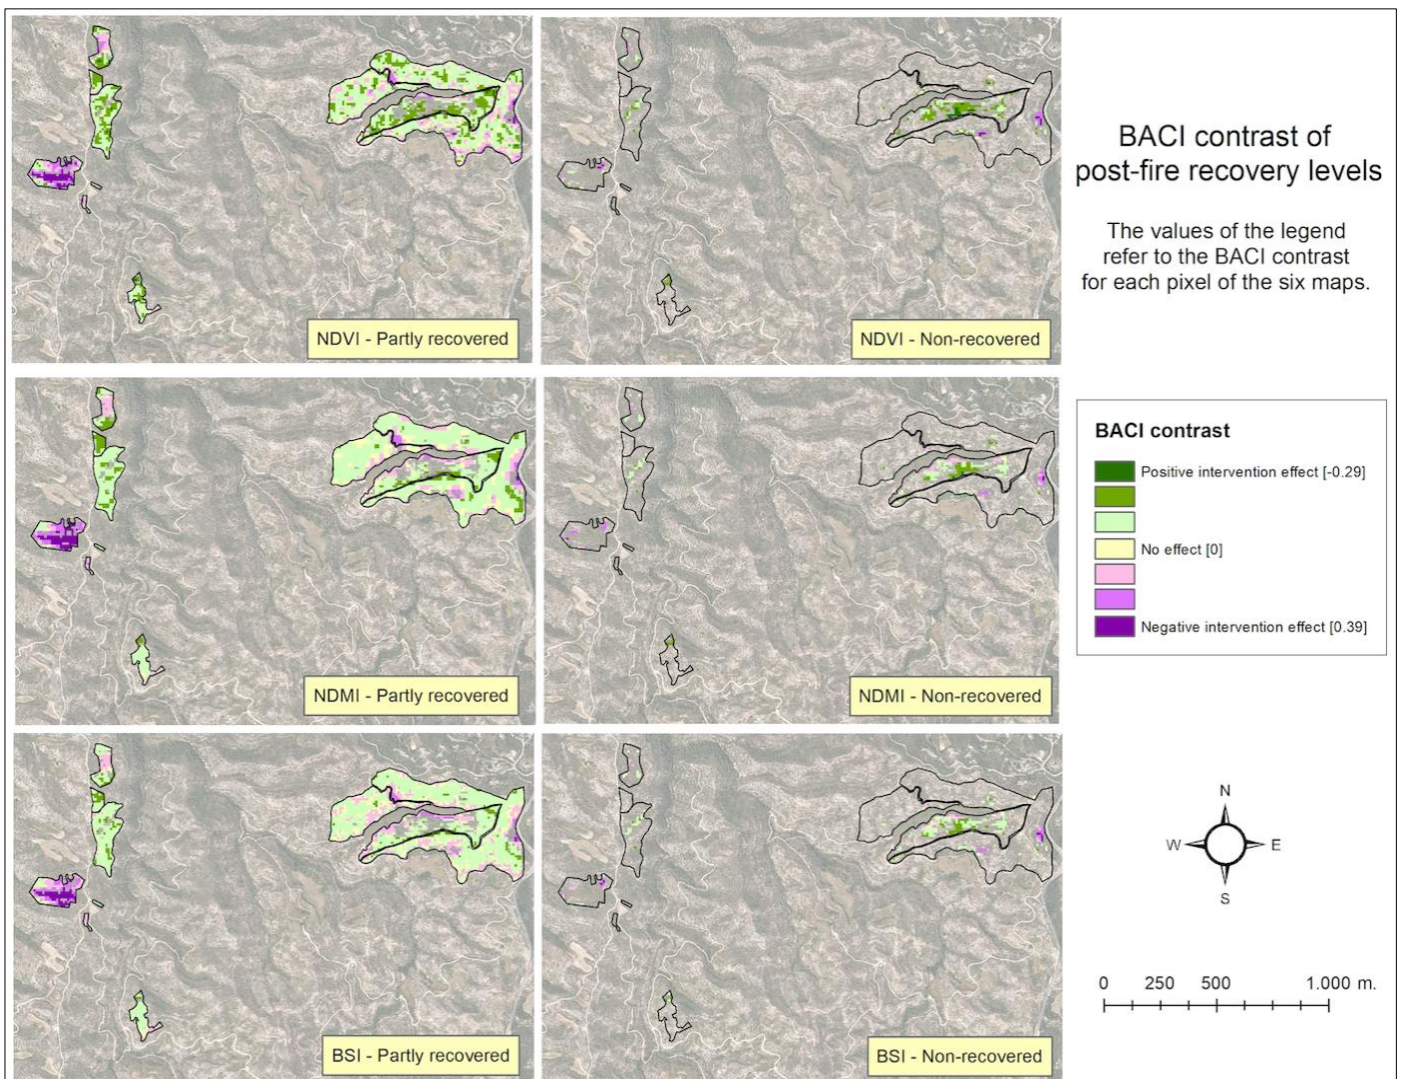 BACI contrast of
post-fire recovery levels
The values of the legend
refer to the BACI contrast
for each pixel of the six maps.
NDVI - Partly recovered
NDVI - Non-recovered
BACI contrast
Positive intervention effect [-0.29]
No effect [0]
Negative intervention effect [0.39]
NDMI - Partly recovered
NDMI - Non-recovered
N
W
E
S
0 250 500 1.000 m.
BSI - Partly recovered
BSI - Non-recovered